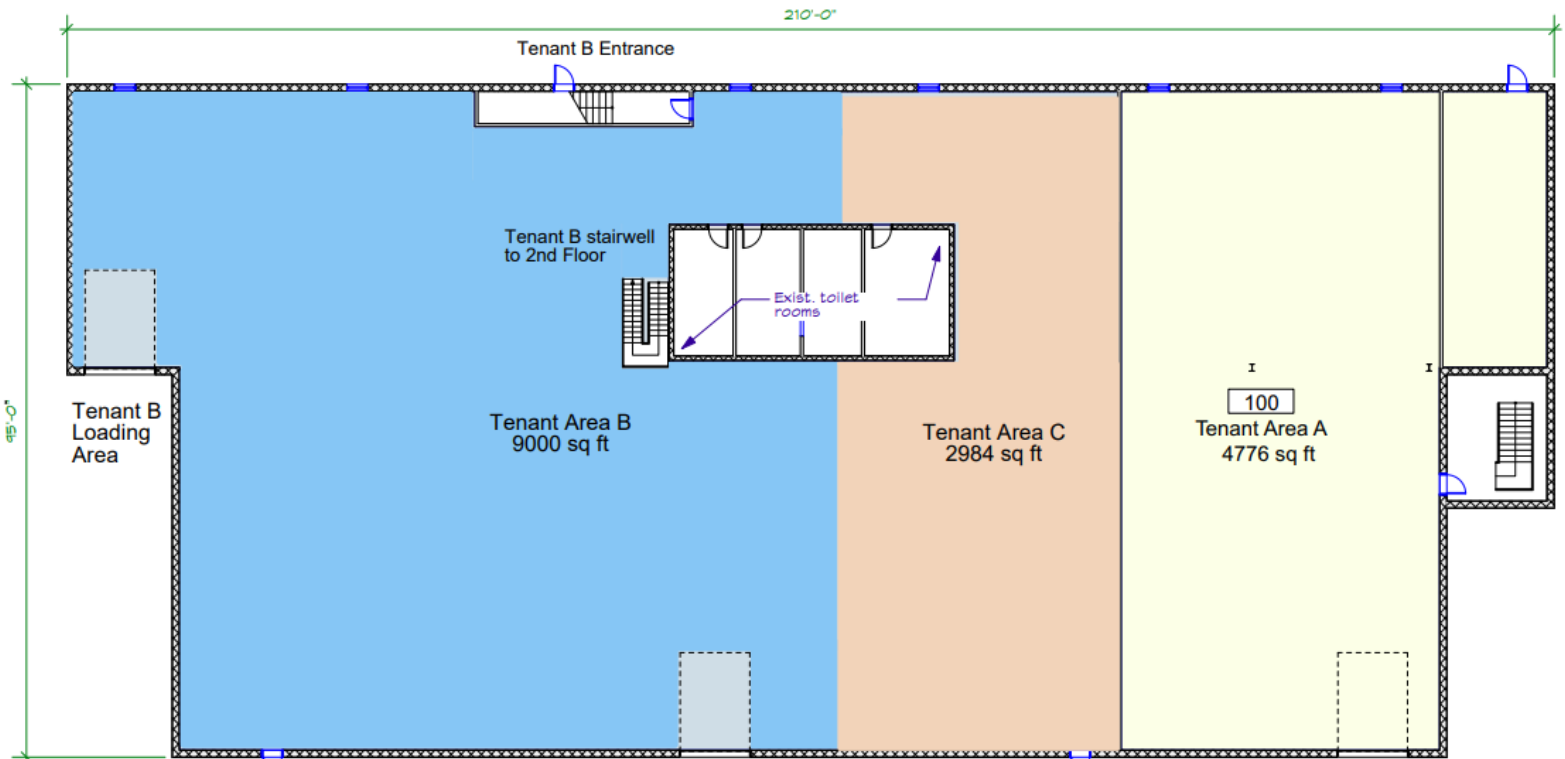 210'-0"
Tenant B Entrance
Tenant B stairwell
to 2nd Floor
Exist. toilet
rooms
95'-0"
Tenant B
Loading
Area
Tenant Area B
9000 sq ft
Tenant Area C
2984 sq ft
100
Tenant Area A
4776 sq ft